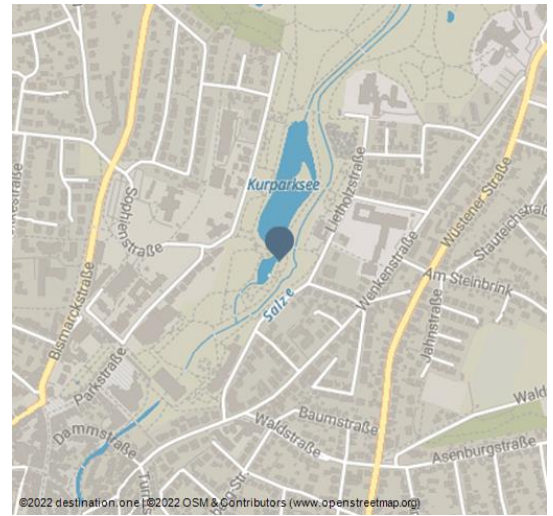 Kurparksee
Sophienstraße
Lietholzstraße
Wüstener Straße
Stauteichstraße
Wenkenstraße
Am Steinbrink
Salze
Bismarckstraße
Jahnstraße
Parkstraße
Wald
Baumstraße
Waldstraße
Dammstraße
Asenburgstraße
©2022 destination.one | ©2022 OSM & Contributors (www.openstreetmap.org)